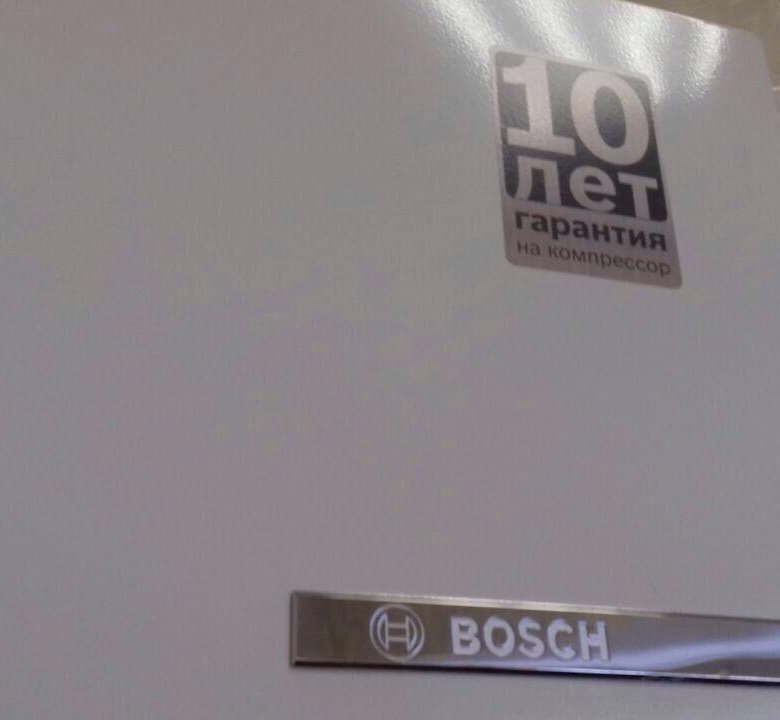 10
лет
гарантия
на компрессор
BOSCH